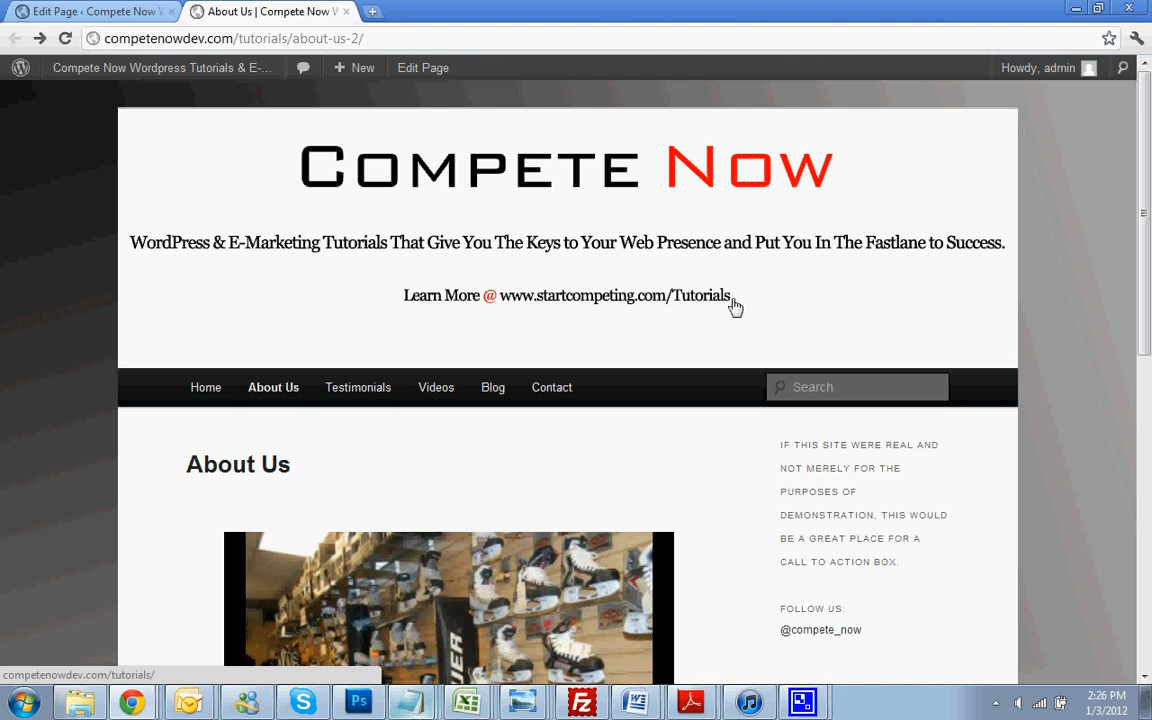 Edit Page ‹ Compete Now W
About Us | Compete Now W
competenowdev.com/tutorials/about-us-2/
Compete Now Wordpress Tutorials & E-...
+ New
Edit Page
Howdy, admin
Compete Now
WordPress & E-Marketing Tutorials That Give You The Keys to Your Web Presence and Put You In The Fastlane to Success.
Learn More @ www.startcompeting.com/Tutorials
Home
About Us
Testimonials
Videos
Blog
Contact
Search
About Us
IF THIS SITE WERE REAL AND
NOT MERELY FOR THE
PURPOSES OF
DEMONSTRATION, THIS WOULD
BE A GREAT PLACE FOR A
CALL TO ACTION BOX.
FOLLOW US:
@compete_now
competenowdev.com/tutorials/
2:26 PM
1/3/2012